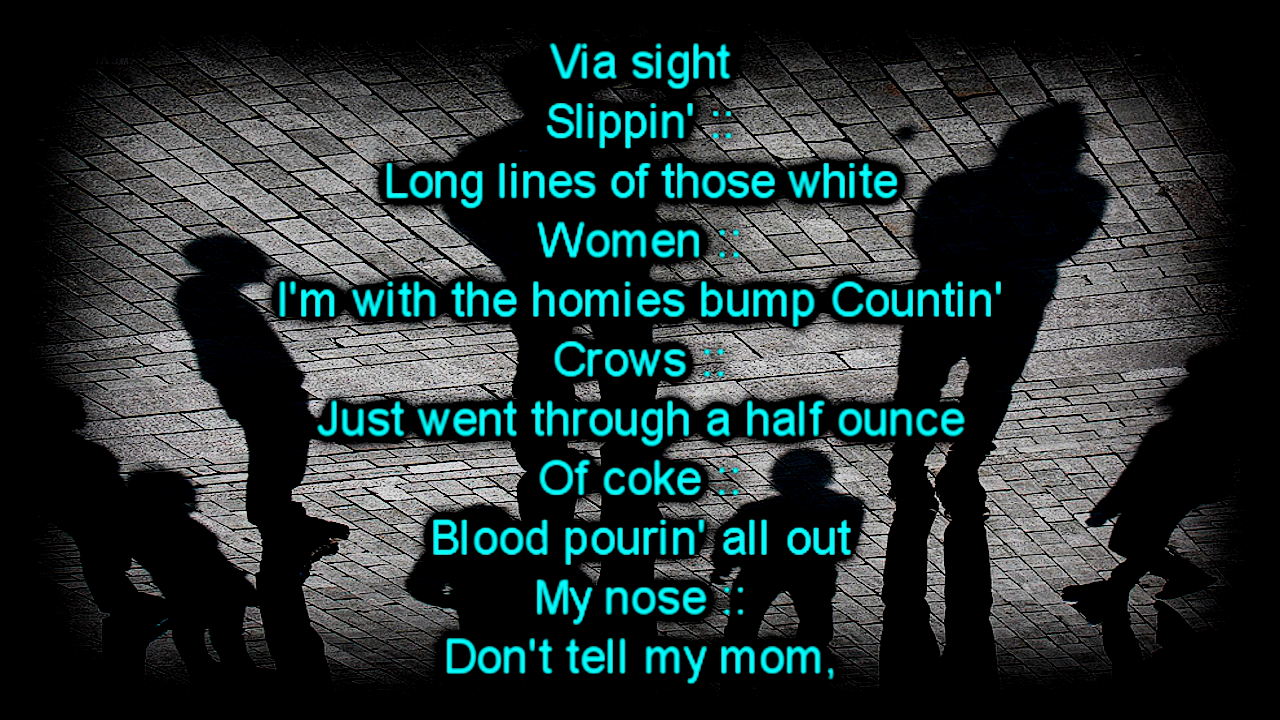 Via sight
Slippin' ::
Long lines of those white
Women ::
I'm with the homies bump Countin'
Crows ::
Just went through a half ounce
Of coke ::
Blood pourin' all out
My nose ::
Don't tell my mom,